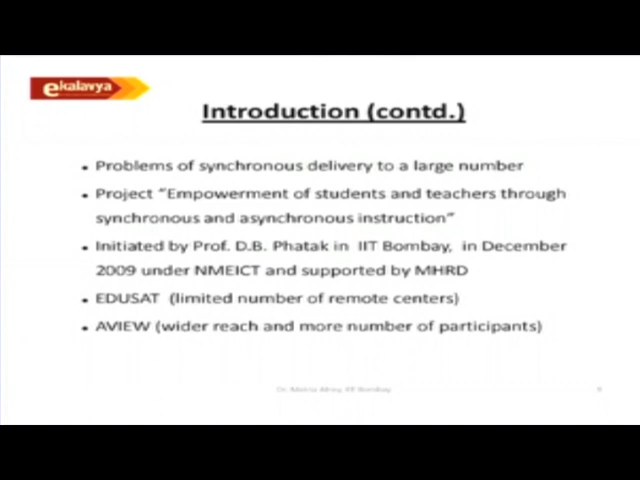 ekalavya
Introduction (contd.)
• Problems of synchronous delivery to a large number
• Project "Empowerment of students and teachers through
synchronous and asynchronous instruction"
• Initiated by Prof. D.B. Phatak in IIT Bombay, in December
2009 under NMEICT and supported by MHRD
• EDUSAT (limited number of remote centers)
• AVIEW (wider reach and more number of participants)
IIT Bombay